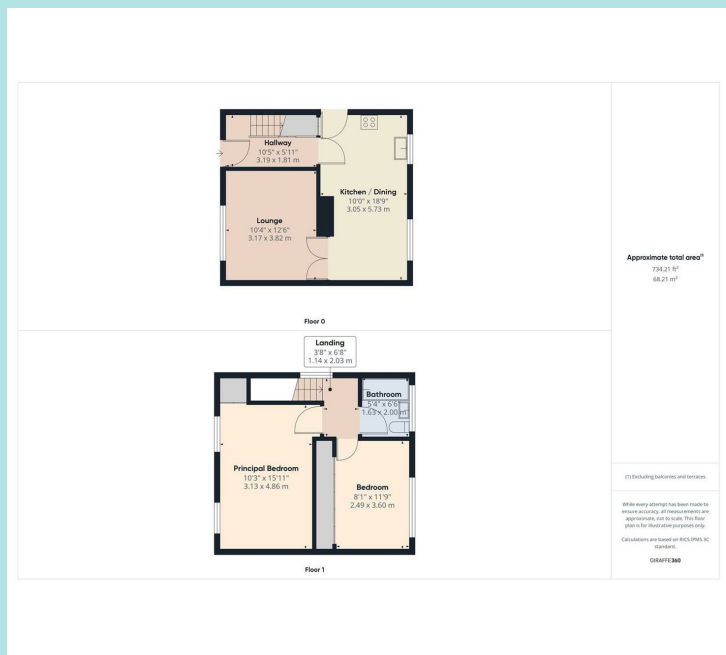 Hallway
10'5" x 5'11"
3.19 x 1.81 m
Kitchen / Dining
10'0" x 18'9"
3.05 x 5.73 m
Lounge
10'4" x 12'6"
3.17 x 3.82 m
Floor 0
Landing
3'8" x 6'8"
1.14 x 2.03 m
Bathroom
5'4" x 6'6
1.63 x 2.00 m
Principal Bedroom
10'3" x 15'11"
3.13 x 4.86 m
Bedroom
8'1" x 11'9"
2.49 x 3.60 m
Floor 1
Approximate total area(1)
734.21 ft²
68.21 m²
(1) Excluding balconies and terraces
While every attempt has been made to
ensure accuracy, all measurements are
approximate, not to scale. This floor
plan is for illustrative purposes only.
Calculations are based on RICS IPMS 3C
standard.
GIRAFFE360